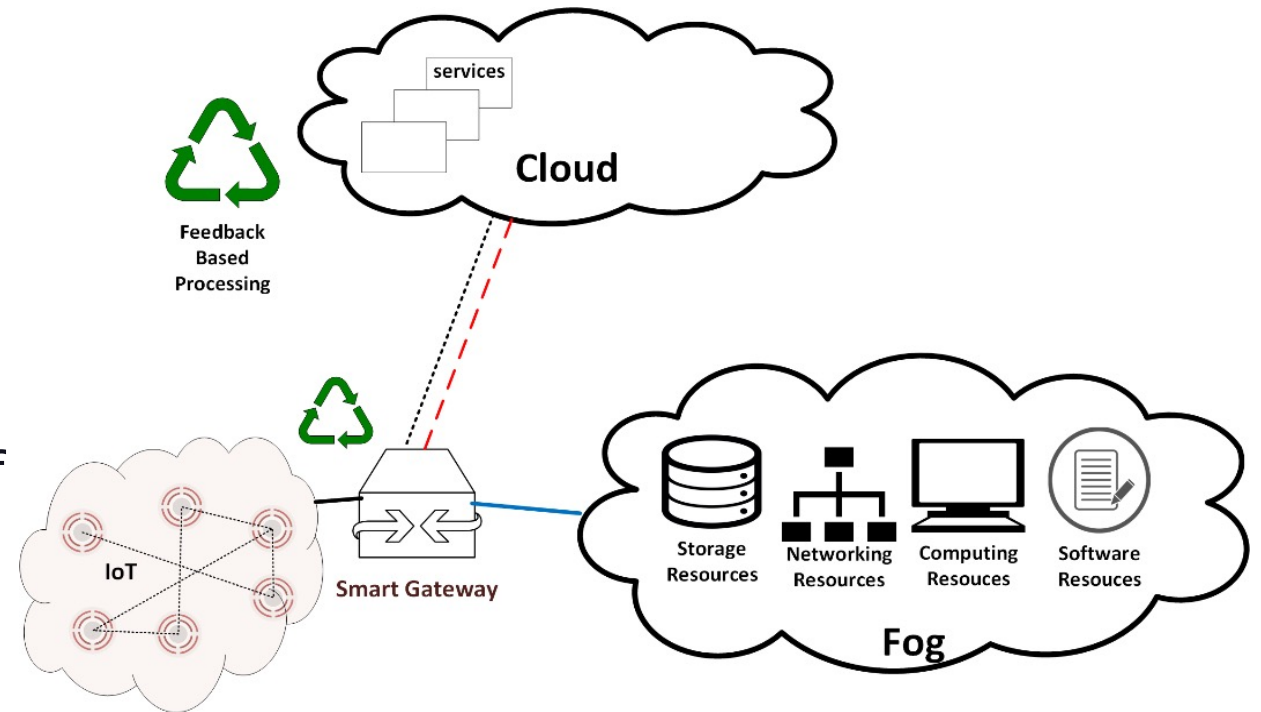 services
Cloud
Feedback
Based
Processing
IoT
Smart Gateway
Storage
Resources
Networking
Resources
Computing
Resouces
Software
Resouces
Fog